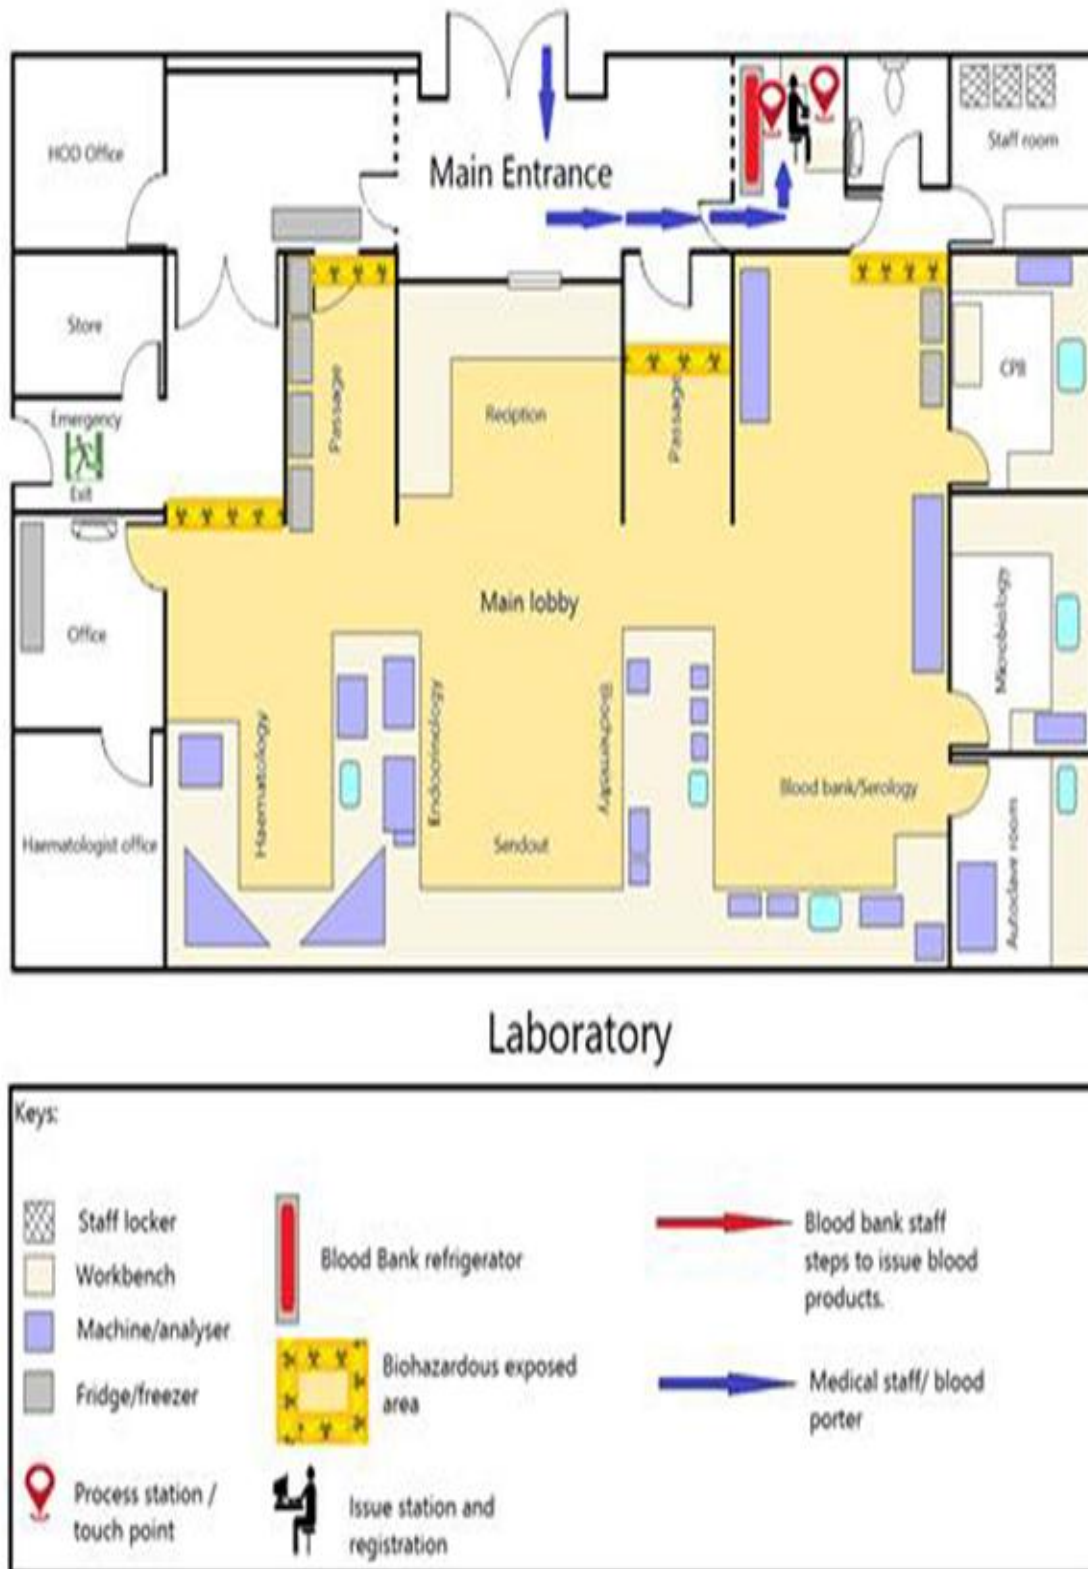 HOD Office
Main Entrance
Staff room
Store
Passage
Reciption
Passage
CPB
Emergency
Exit
Office
Main lobby
Microbiology
Haematology
Endocrinology
Biochemistry
Blood bank/Serology
Haematologist office
Sendout
Autoclave room
Laboratory
Keys:
Staff locker
Workbench
Machine/analyser
Fridge/freezer
Process station /
touch point
Blood Bank refrigerator
Biohazardous exposed
area
Issue station and
registration
Blood bank staff
steps to issue blood
products.
Medical staff/ blood
porter